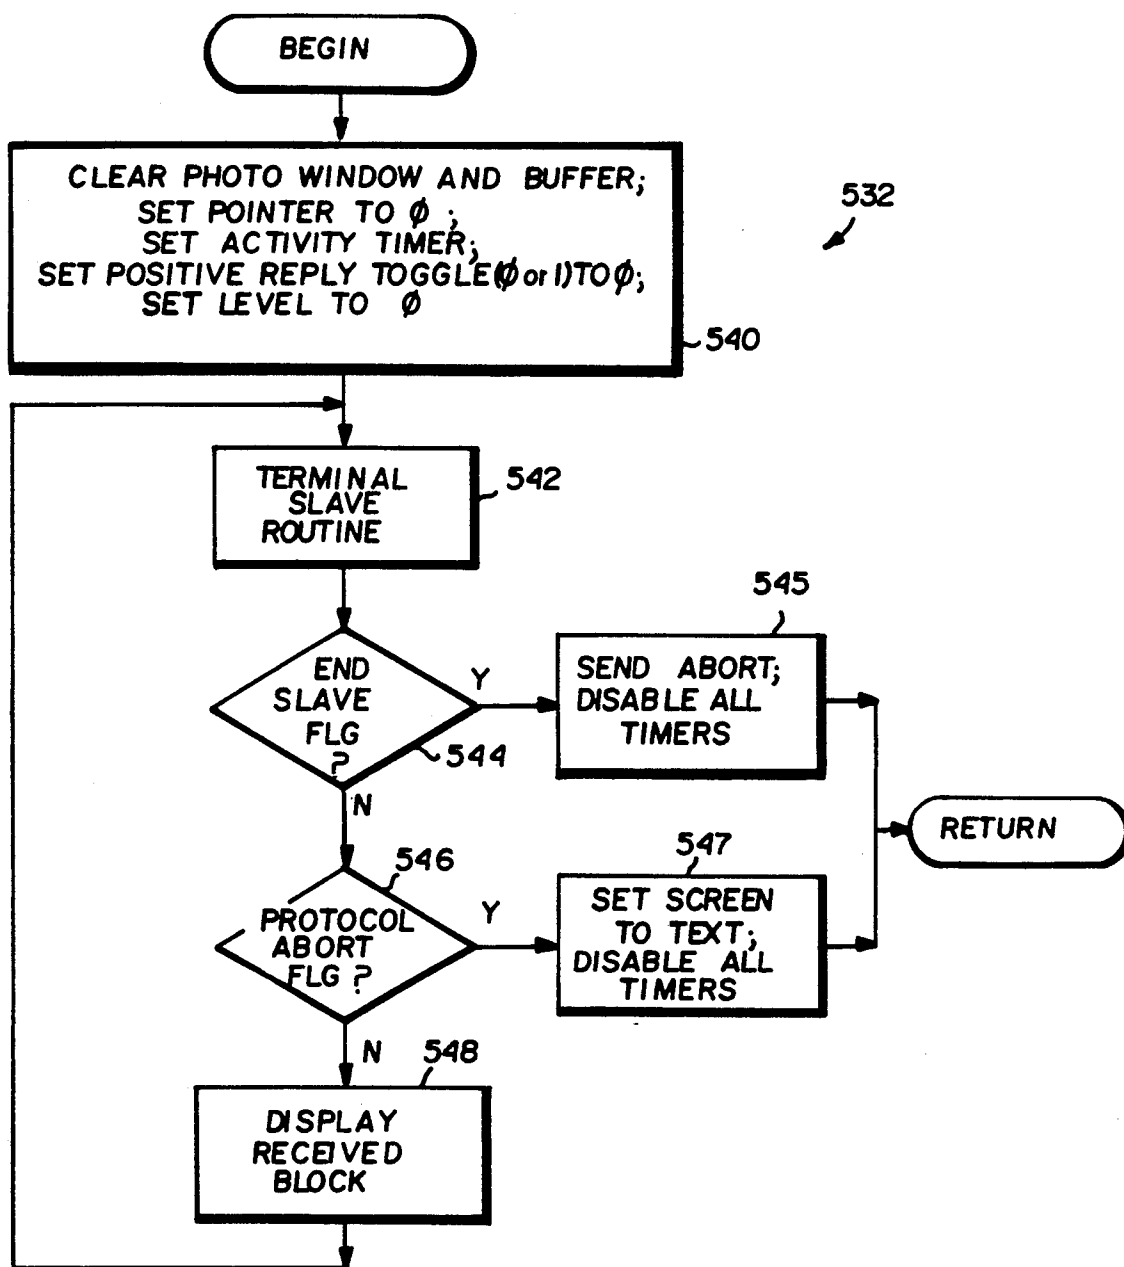 BEGIN
CLEAR PHOTO WINDOW AND BUFFER;
SET POINTER TO ∅ ;
SET ACTIVITY TIMER;
SET POSITIVE REPLY TOGGLE(∅ or 1) TO ∅;
SET LEVEL TO ∅
532
540
TERMINAL
SLAVE
ROUTINE
542
END
SLAVE
FLG
?
Y
544
N
545
SEND ABORT;
DISABLE ALL
TIMERS
RETURN
546
PROTOCOL
ABORT
FLG ?
Y
N
547
SET SCREEN
TO TEXT;
DISABLE ALL
TIMERS
548
DISPLAY
RECEIVED
BLOCK